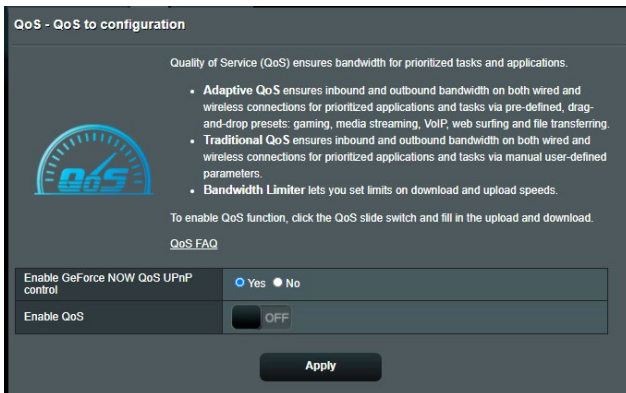 QoS - QoS to configuration
Quality of Service (QoS) ensures bandwidth for prioritized tasks and applications.
• Adaptive QoS ensures inbound and outbound bandwidth on both wired and
wireless connections for prioritized applications and tasks via pre-defined, drag-
and-drop presets: gaming, media streaming, VoIP, web surfing and file transferring.
• Traditional QoS ensures inbound and outbound bandwidth on both wired and
wireless connections for prioritized applications and tasks via manual user-defined
parameters.
• Bandwidth Limiter lets you set limits on download and upload speeds.
QoS
To enable QoS function, click the QoS slide switch and fill in the upload and download.
QoS FAQ
Enable GeForce NOW QoS UPnP
control
Yes No
Enable QoS
OFF
Apply